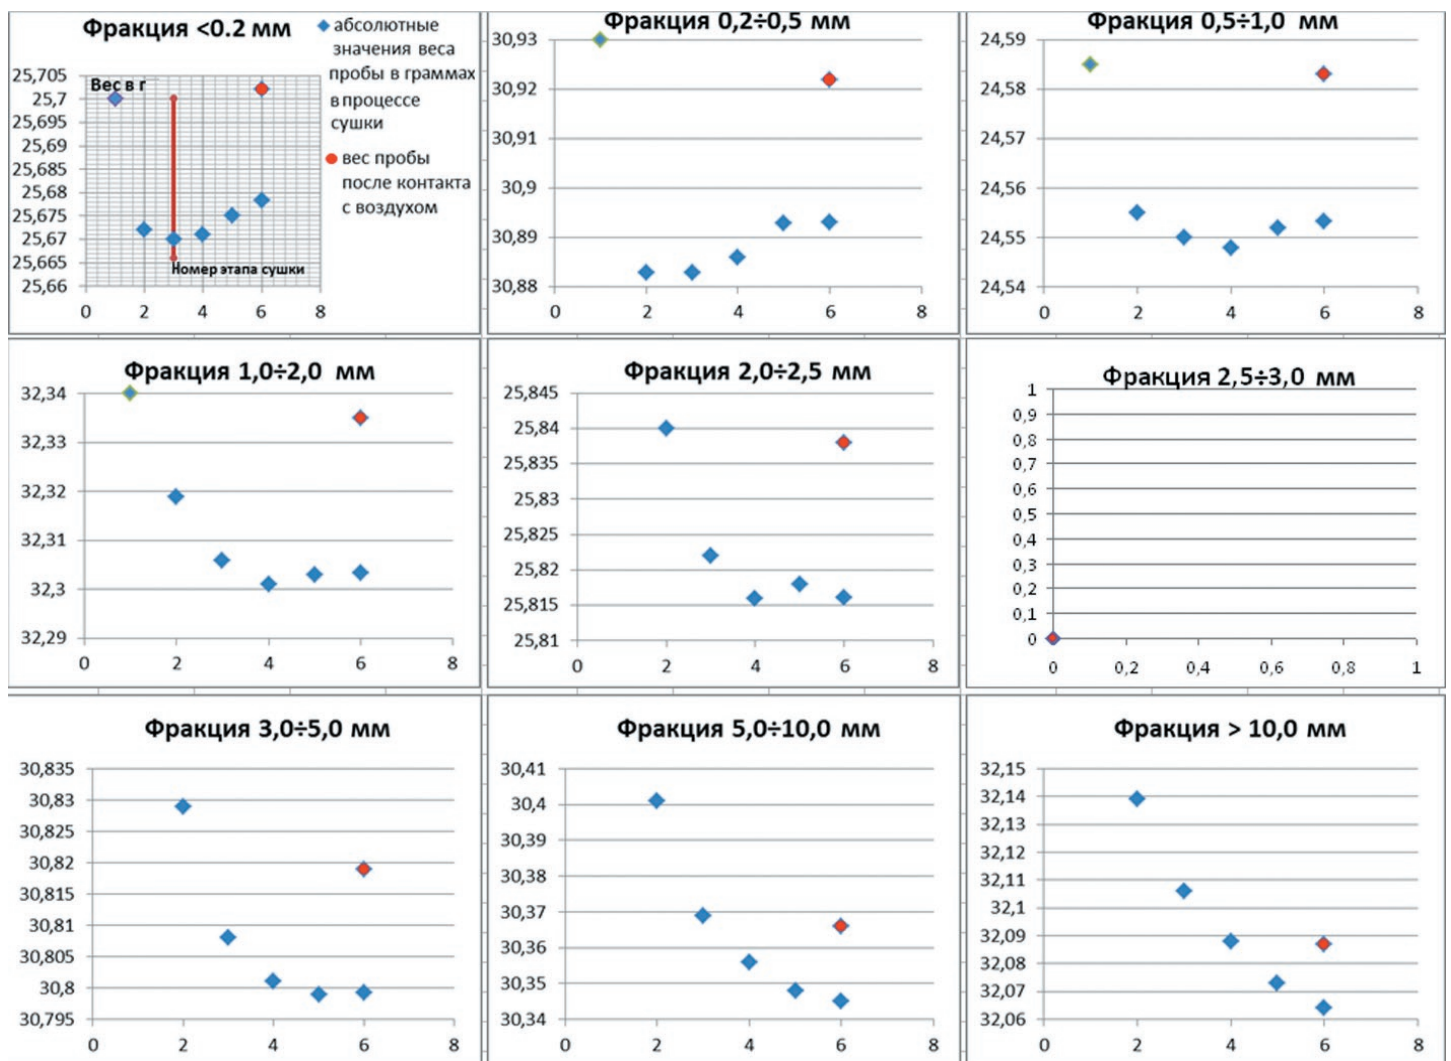 Фракция <0.2 мм
абсолютные
значения веса
пробы в граммах
в процессе
сушки
вес пробы
после контакта
с воздухом
Вес в г
25,705
25,7
25,695
25,69
25,685
25,68
25,675
25,67
25,665
25,66
Номер этапа сушки
0 2 4 6 8
Фракция 0,2÷0,5 мм
30,93
30,92
30,91
30,9
30,89
30,88
0 2 4 6 8
Фракция 0,5÷1,0 мм
24,59
24,58
24,57
24,56
24,55
24,54
0 2 4 6 8
Фракция 1,0÷2,0 мм
32,34
32,33
32,32
32,31
32,3
32,29
0 2 4 6 8
Фракция 2,0÷2,5 мм
25,845
25,84
25,835
25,83
25,825
25,82
25,815
25,81
0 2 4 6 8
Фракция 2,5÷3,0 мм
1
0,9
0,8
0,7
0,6
0,5
0,4
0,3
0,2
0,1
0
0 0,2 0,4 0,6 0,8 1
Фракция 3,0÷5,0 мм
30,835
30,83
30,825
30,82
30,815
30,81
30,805
30,8
30,795
0 2 4 6 8
Фракция 5,0÷10,0 мм
30,41
30,4
30,39
30,38
30,37
30,36
30,35
30,34
0 2 4 6 8
Фракция > 10,0 мм
32,15
32,14
32,13
32,12
32,11
32,1
32,09
32,08
32,07
32,06
0 2 4 6 8